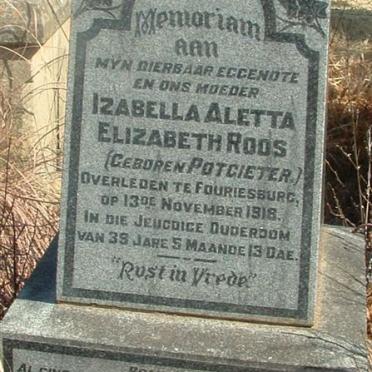 Memoriam
AAN
MYN DIERBAAR ECGENOTE
EN ONS MOEDER
IZABELLA ALETTA
ELIZABETH ROOS
(GEBOREN POTGIETER.)
OVERLEDEN TE FOURIESBURG,
OP 13DE NOVEMBER 1918.
IN DIE JEUGDIGE OUDERDOM
VAN 39 JARE 5 MAANDE 13 DAE.
"Rust in Vrede"